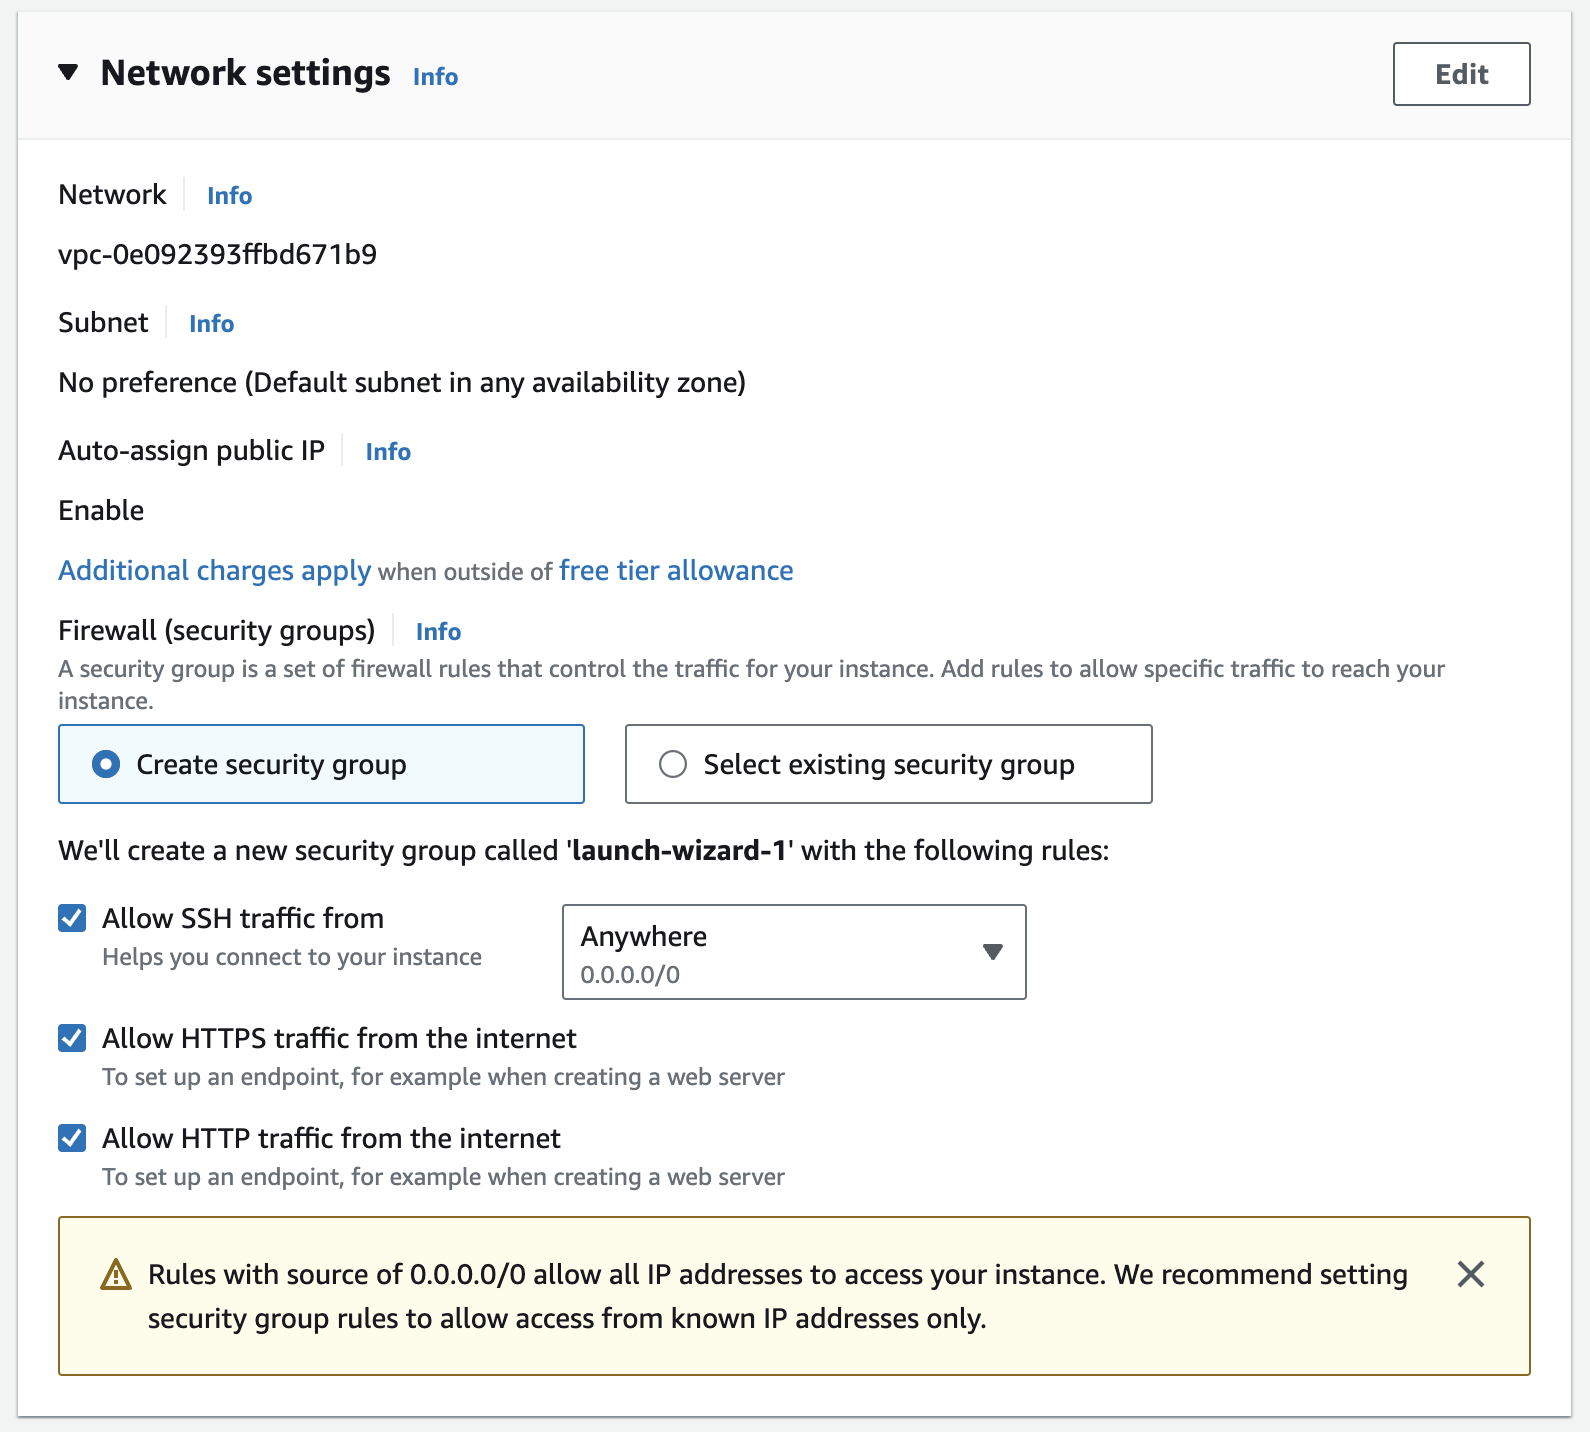 Network settings Info
Edit
Network Info
vpc-0e092393ffbd671b9
Subnet Info
No preference (Default subnet in any availability zone)
Auto-assign public IP Info
Enable
Additional charges apply when outside of free tier allowance
Firewall (security groups) Info
A security group is a set of firewall rules that control the traffic for your instance. Add rules to allow specific traffic to reach your
instance.
Create security group
Select existing security group
We'll create a new security group called 'launch-wizard-1' with the following rules:
Allow SSH traffic from
Helps you connect to your instance
Anywhere
0.0.0.0/0
Allow HTTPS traffic from the internet
To set up an endpoint, for example when creating a web server
Allow HTTP traffic from the internet
To set up an endpoint, for example when creating a web server
Rules with source of 0.0.0.0/0 allow all IP addresses to access your instance. We recommend setting
security group rules to allow access from known IP addresses only.